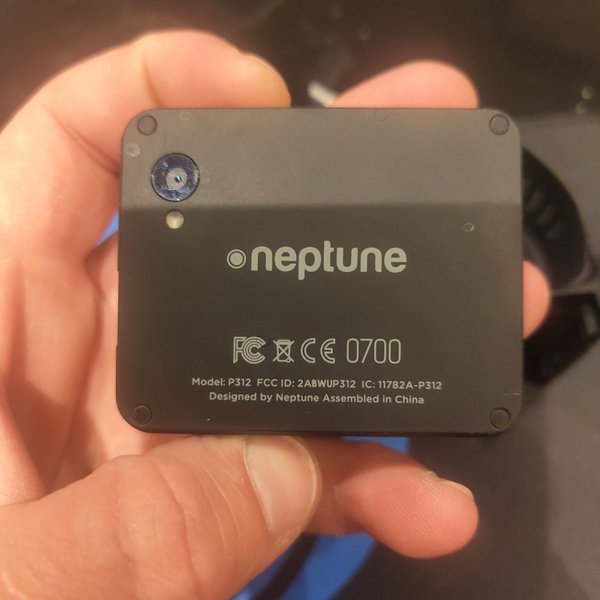 neptune
FC CE 0700
Model: P312 FCC ID: 2ABWUP312 IC: 11782A-P312
Designed by Neptune Assembled in China